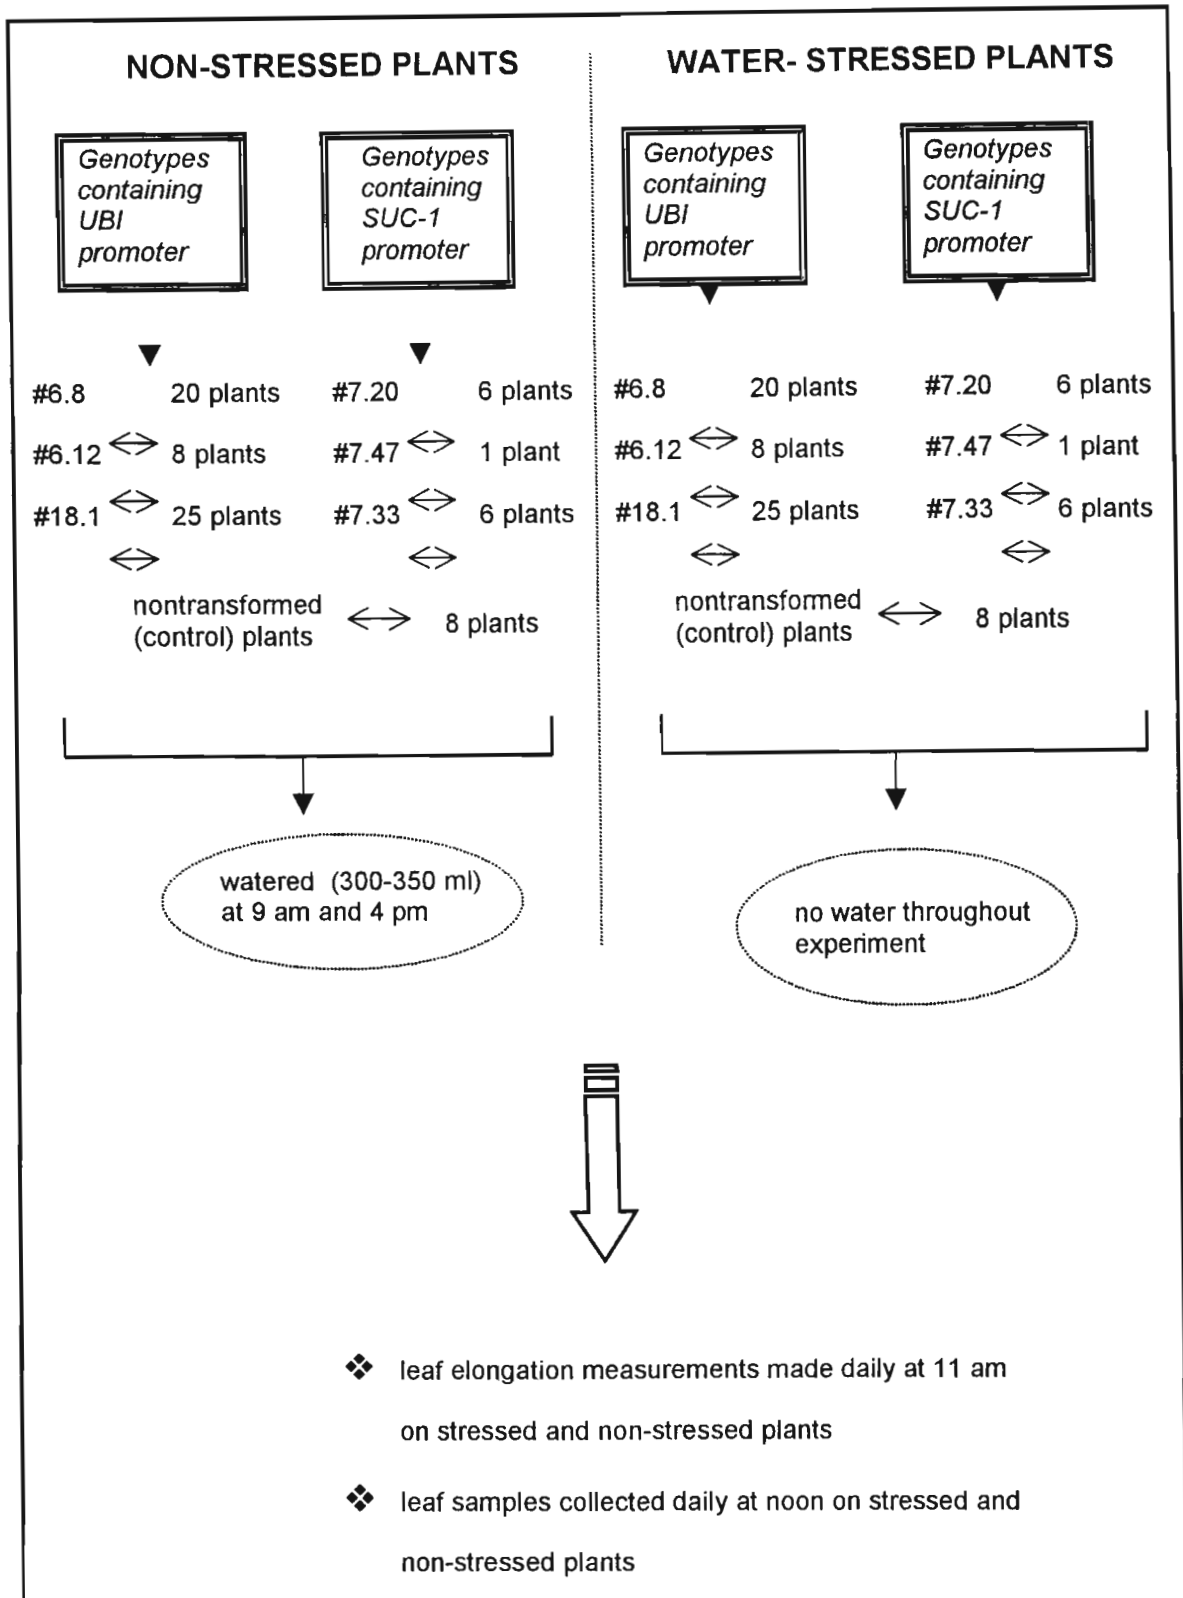 NON-STRESSED PLANTS
Genotypes
containing
UBI
promoter
Genotypes
containing
SUC-1
promoter
#6.8 20 plants #7.20 6 plants
#6.12 8 plants #7.47 1 plant
#18.1 25 plants #7.33 6 plants
nontransformed
(control) plants
8 plants
watered (300-350 ml)
at 9 am and 4 pm
WATER- STRESSED PLANTS
Genotypes
containing
UBI
promoter
Genotypes
containing
SUC-1
promoter
#6.8 20 plants #7.20 6 plants
#6.12 8 plants #7.47 1 plant
#18.1 25 plants #7.33 6 plants
nontransformed
(control) plants
8 plants
no water throughout
experiment
leaf elongation measurements made daily at 11 am
on stressed and non-stressed plants
leaf samples collected daily at noon on stressed and
non-stressed plants